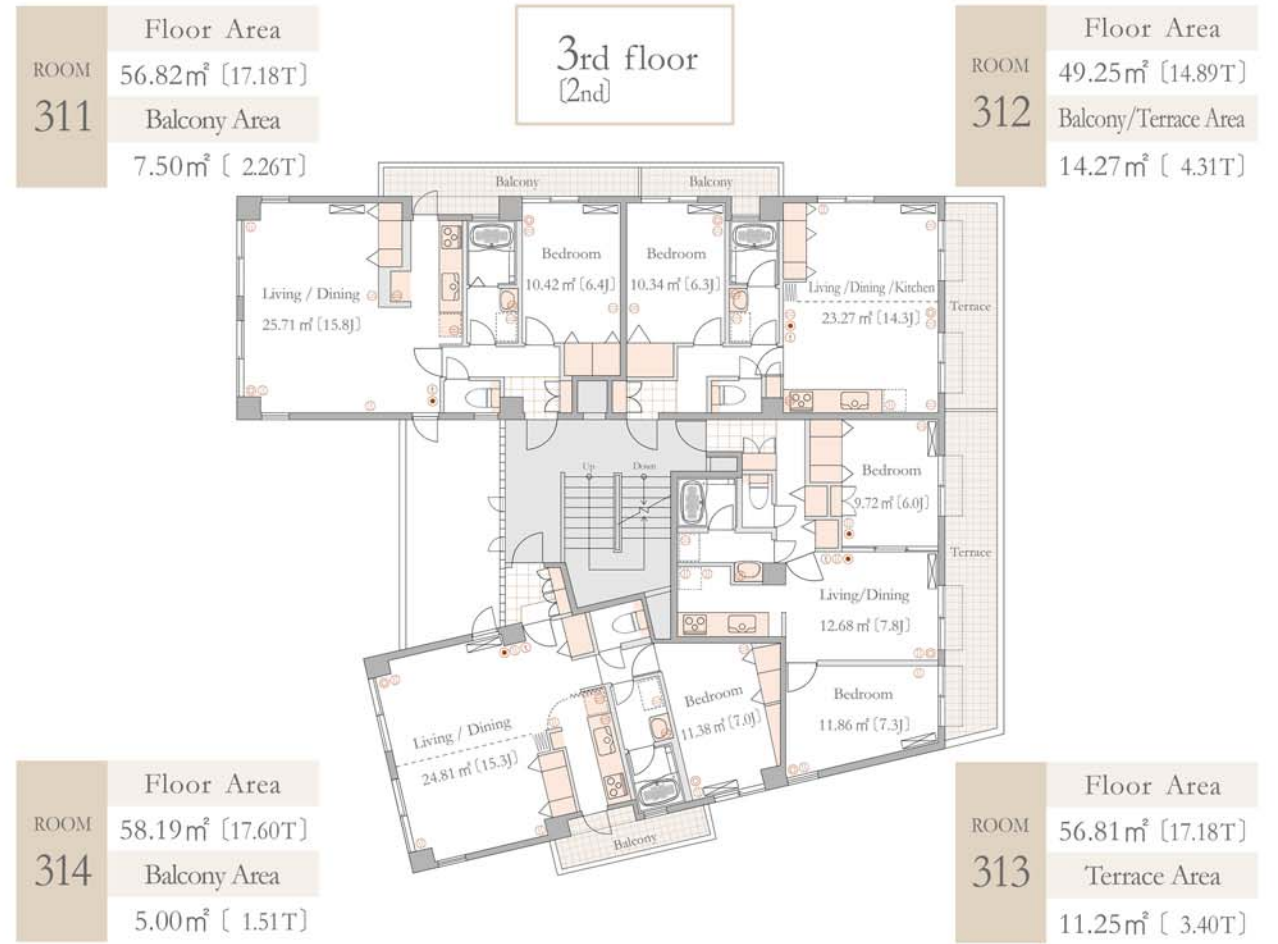 ROOM
311
Floor Area
56.82㎡〔17.18T〕
Balcony Area
7.50㎡〔 2.26T〕
3rd floor
〔2nd〕
ROOM
312
Floor Area
49.25㎡〔14.89T〕
Balcony/Terrace Area
14.27㎡〔 4.31T〕
Balcony
Balcony
Living / Dining
25.71㎡〔15.8J〕
Bedroom
10.42㎡〔6.4J〕
Bedroom
10.34㎡〔6.3J〕
Living /Dining /Kitchen
23.27㎡〔14.3J〕
Terrace
Up
Down
Bedroom
9.72㎡〔6.0J〕
Terrace
Living/Dining
12.68㎡〔7.8J〕
Bedroom
11.86㎡〔7.3J〕
Bedroom
11.38㎡〔7.0J〕
Living / Dining
24.81㎡〔15.3J〕
Balcony
ROOM
314
Floor Area
58.19㎡〔17.60T〕
Balcony Area
5.00㎡〔 1.51T〕
ROOM
313
Floor Area
56.81㎡〔17.18T〕
Terrace Area
11.25㎡〔 3.40T〕